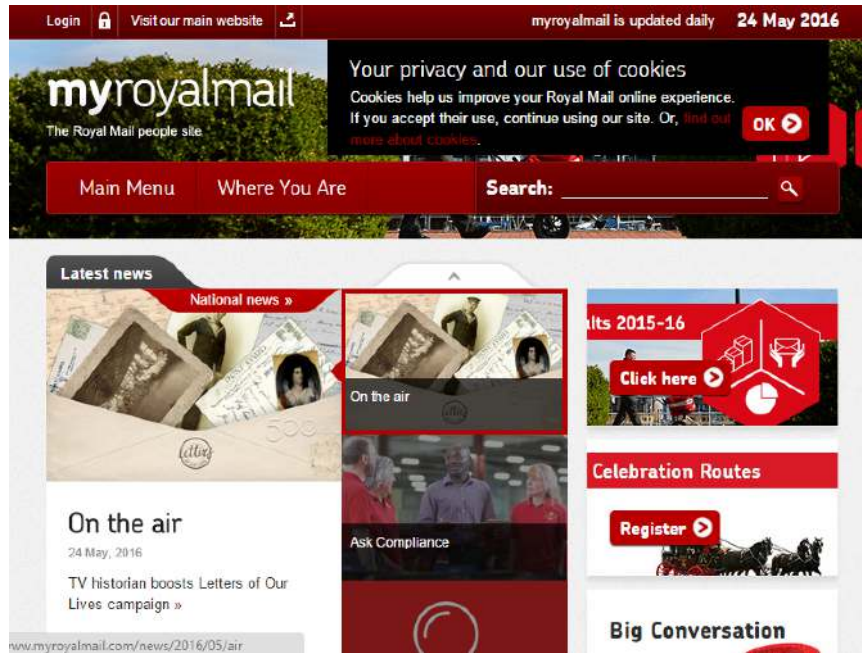 Login
Visit our main website
myroyalmail is updated daily
24 May 2016
myroyalmail
The Royal Mail people site
Your privacy and our use of cookies
Cookies help us improve your Royal Mail online experience.
If you accept their use, continue using our site. Or, find out
more about cookies.
OK
Main Menu
Where You Are
Search:
Latest news
National news »
On the air
24 May, 2016
TV historian boosts Letters of Our
Lives campaign »
On the air
Ask Compliance
lts 2015-16
Click here
Celebration Routes
Register
Big Conversation
www.myroyalmail.com/news/2016/05/air